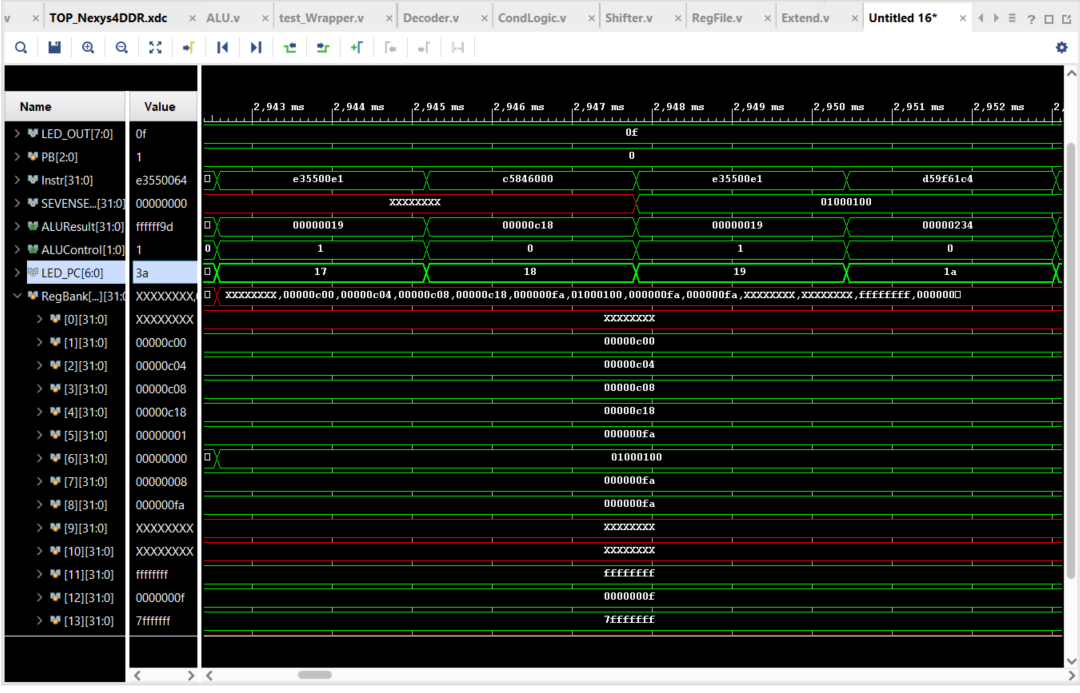 v × TOP_Nexys4DDR.xdc × ALU.v × test_Wrapper.v × Decoder.v × CondLogic.v × Shifter.v × RegFile.v × Extend.v × Untitled 16* ×
Name Value
2,943 ms 2,944 ms 2,945 ms 2,946 ms 2,947 ms 2,948 ms 2,949 ms 2,950 ms 2,951 ms 2,952 ms 2,
LED_OUT[7:0] 0f 0f
PB[2:0] 1 0
Instr[31:0] e3550064 e35500e1 c5846000 e35500e1 d59f61c4
SEVENSE...[31:0] 00000000 XXXXXXXX 01000100
ALUResult[31:0] ffffff9d 00000019 00000c18 00000019 00000234
ALUControl[1:0] 1 0 1 0 1 0
LED_PC[6:0] 3a 17 18 19 1a
RegBank[...][31:0 XXXXXXXX, XXXXXXXX,00000c00,00000c04,00000c08,00000c18,000000fa,01000100,000000fa,000000fa,XXXXXXXX,XXXXXXXX,ffffffff,000000
[0][31:0] XXXXXXXX XXXXXXXX
[1][31:0] 00000c00 00000c00
[2][31:0] 00000c04 00000c04
[3][31:0] 00000c08 00000c08
[4][31:0] 00000c18 00000c18
[5][31:0] 00000001 000000fa
[6][31:0] 00000000 01000100
[7][31:0] 00000008 000000fa
[8][31:0] 000000fa 000000fa
[9][31:0] XXXXXXXX XXXXXXXX
[10][31:0] XXXXXXXX XXXXXXXX
[11][31:0] ffffffff ffffffff
[12][31:0] 0000000f 0000000f
[13][31:0] 7fffffff 7fffffff